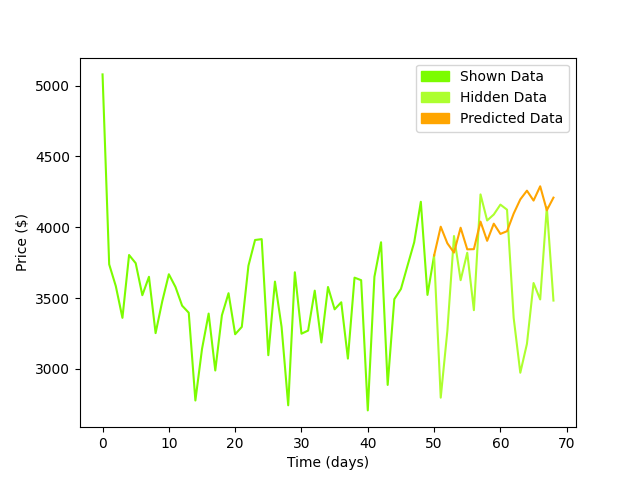 Shown Data
Hidden Data
Predicted Data
5000
4500
4000
3500
3000
Price ($)
0 10 20 30 40 50 60 70
Time (days)